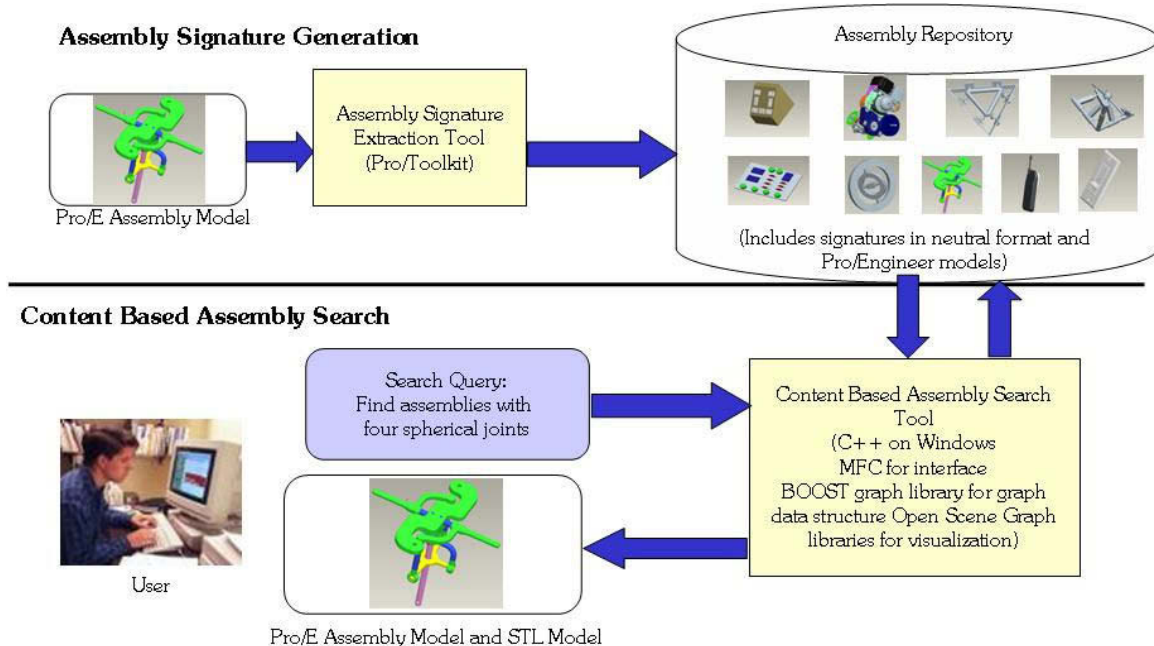 Assembly Signature Generation
Assembly Repository
Assembly Signature
Extraction Tool
(Pro/Toolkit)
Pro/E Assembly Model
(Includes signatures in neutral format and
Pro/Engineer models)
Content Based Assembly Search
Search Query:
Find assemblies with
four spherical joints
Content Based Assembly Search
Tool
(C++ on Windows
MFC for interface
BOOST graph library for graph
data structure Open Scene Graph
libraries for visualization)
User
Pro/E Assembly Model and STL Model